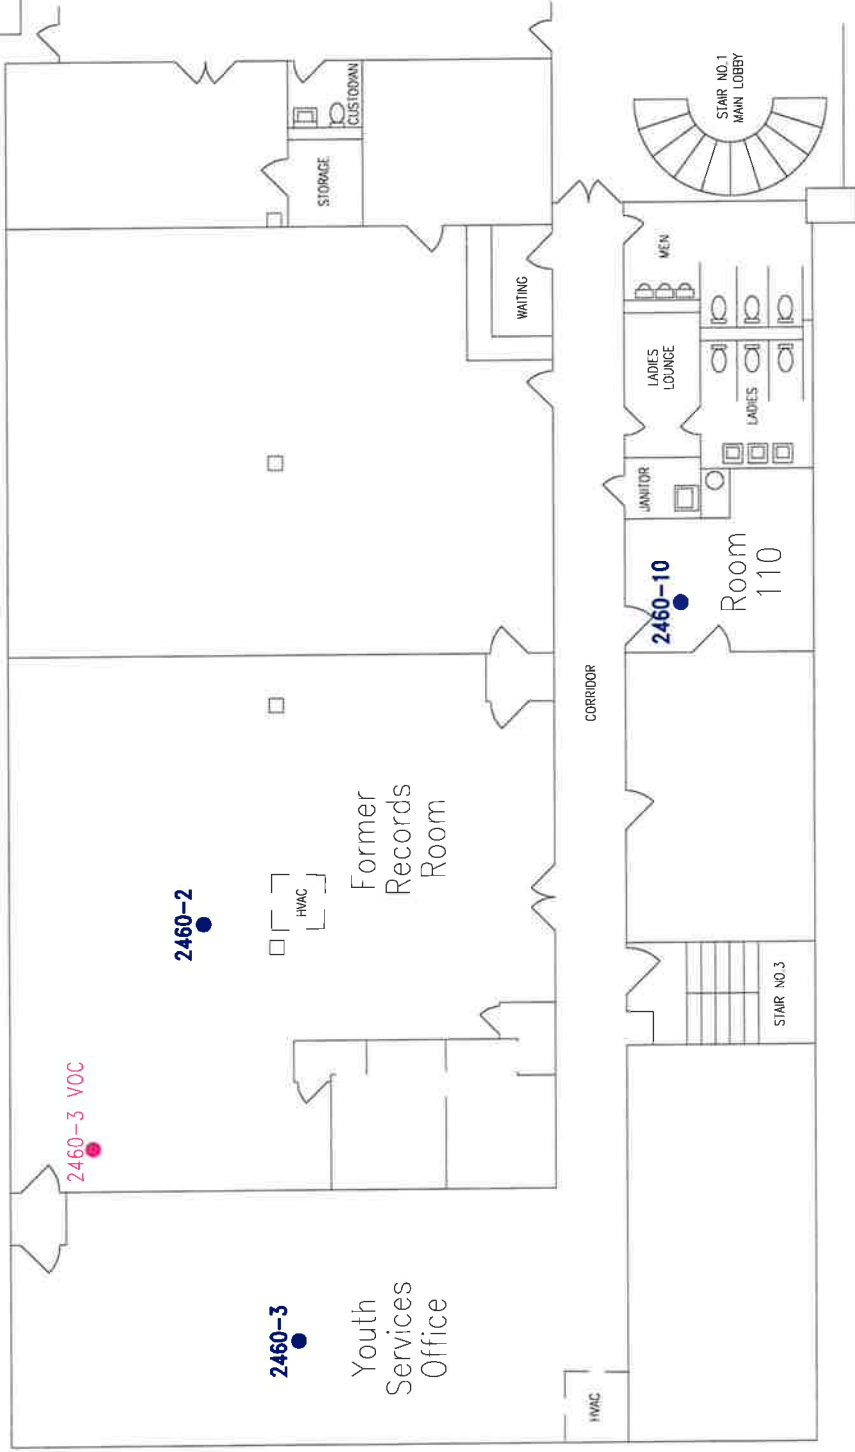 STAIR NO.1
MAIN LOBBY
CUSTODIAN
STORAGE
MEN
WAITING
LADIES
LOUNGE
LADIES
JANITOR
2460-10
Room
110
CORRIDOR
2460-2
HVAC
Former
Records
Room
STAIR NO.3
2460-3 VOC
2460-3
Youth
Services
Office
HVAC